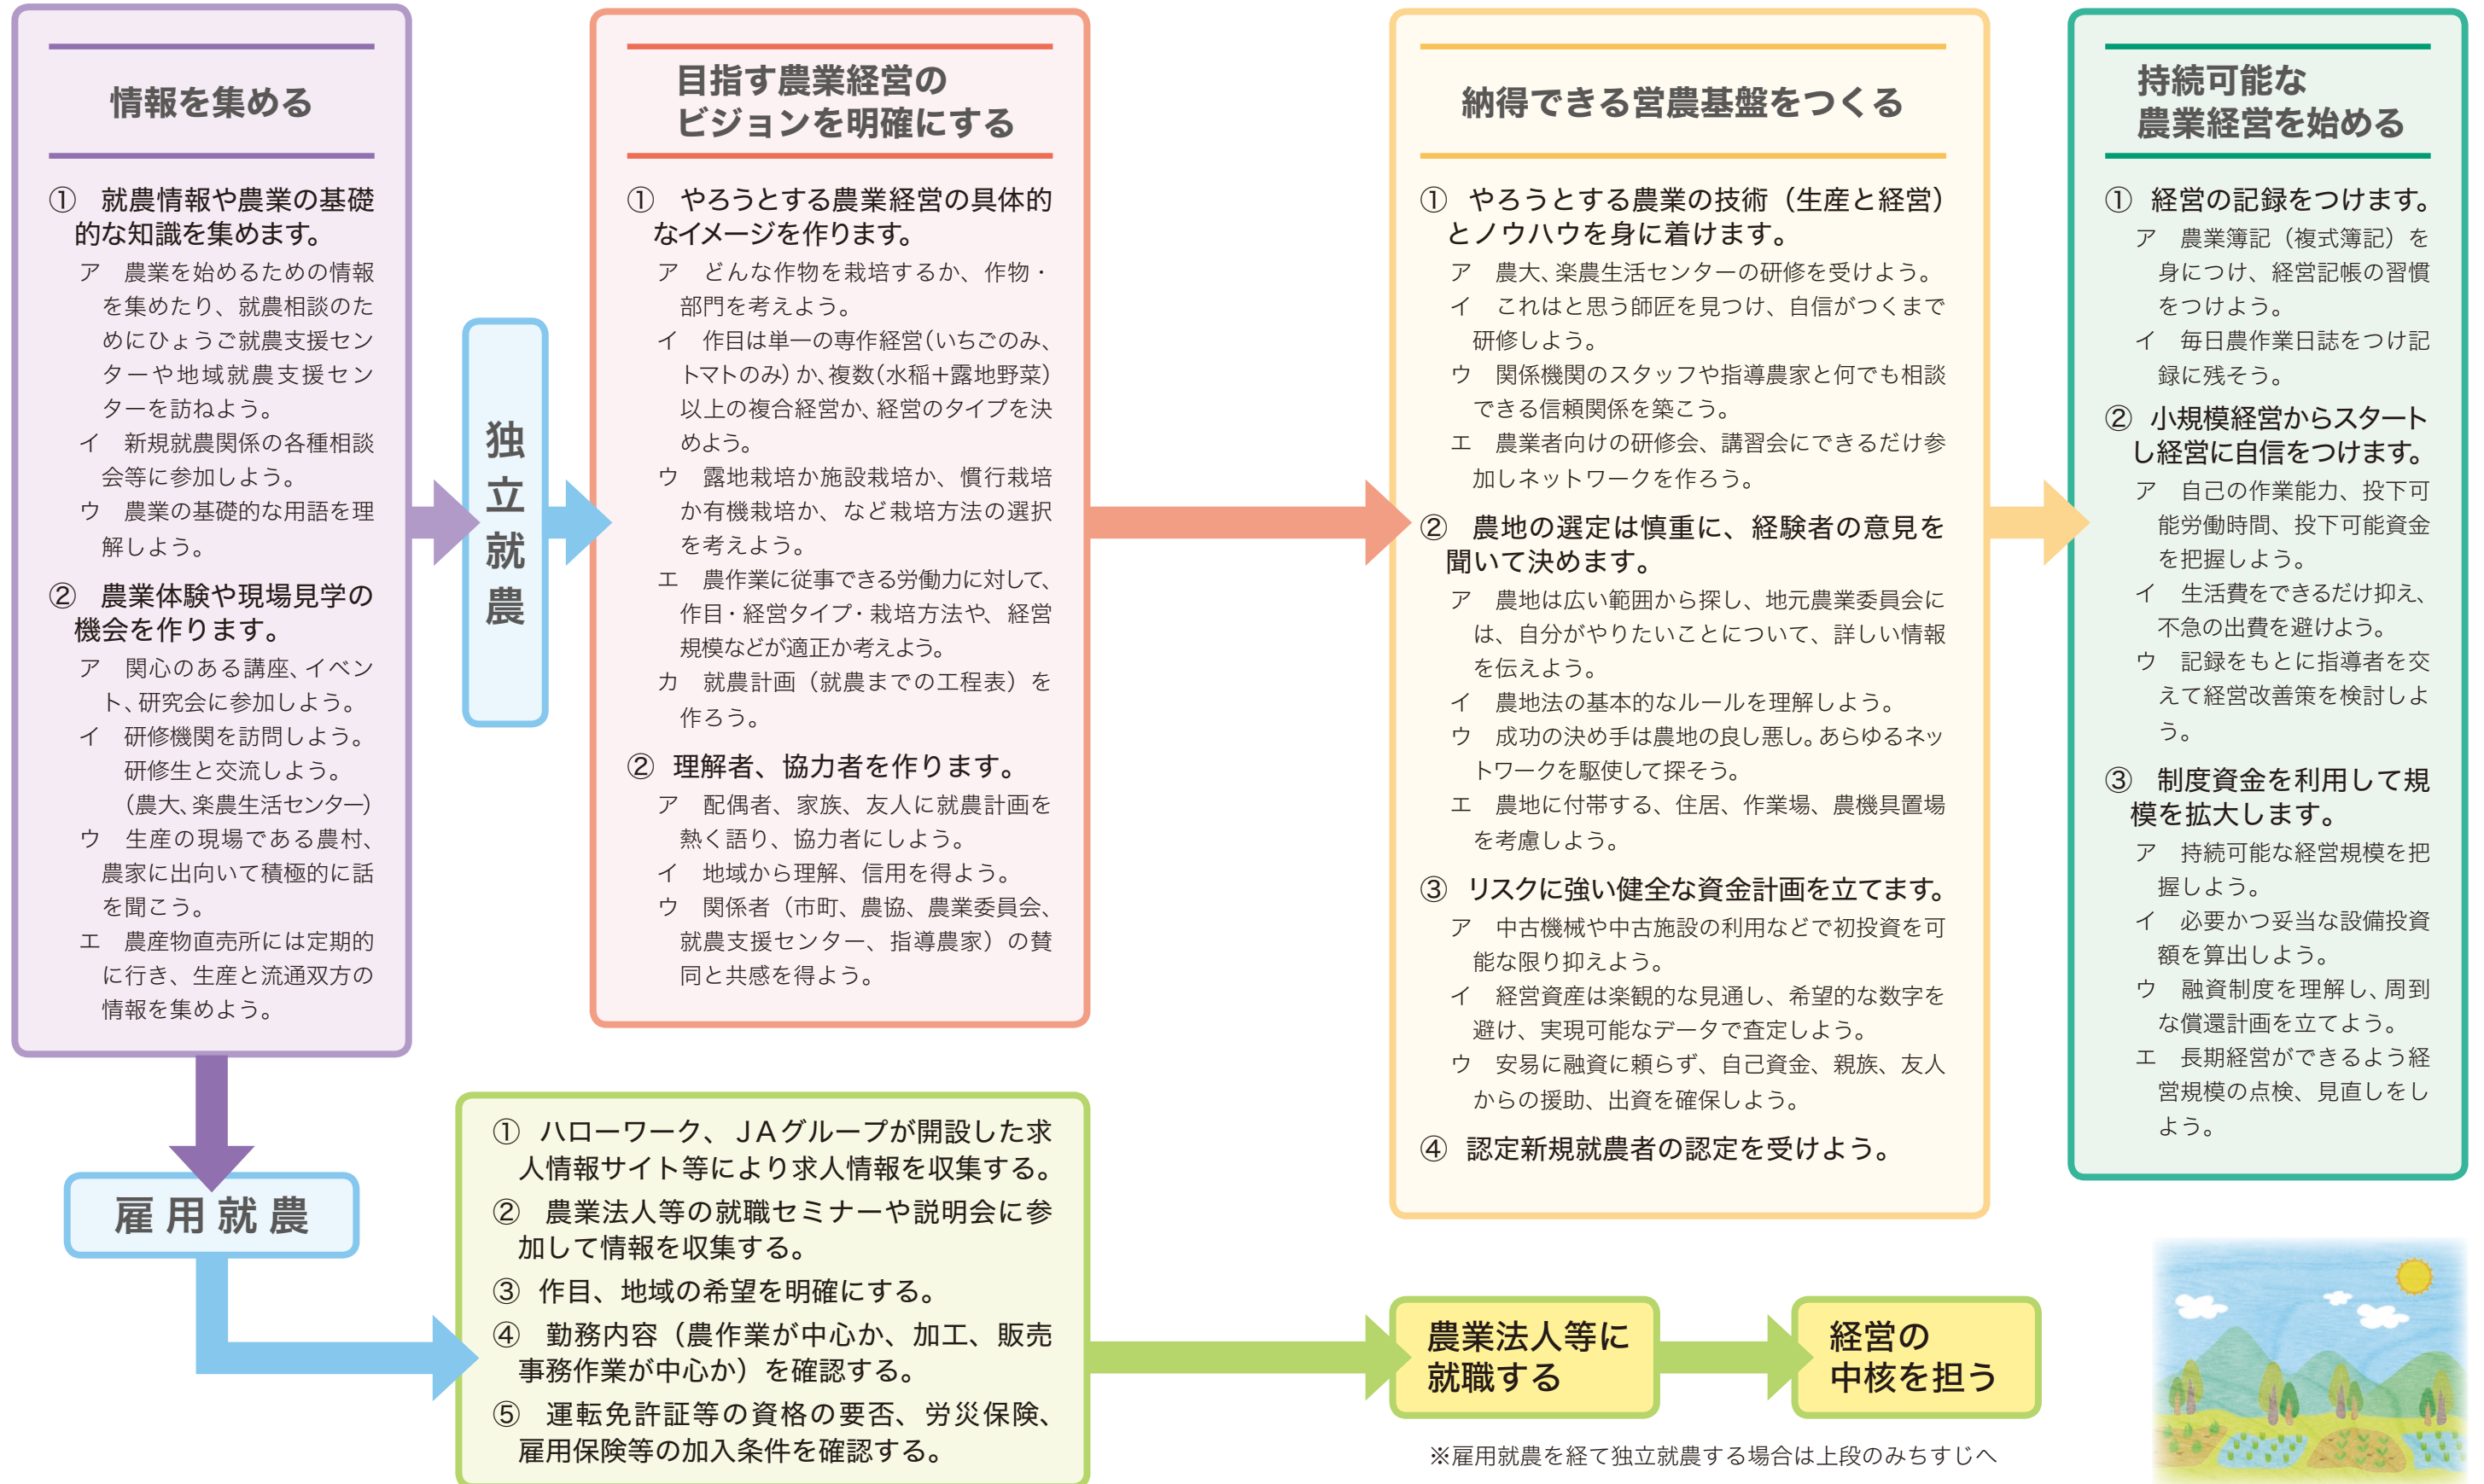 情報を集める
① 就農情報や農業の基礎
的な知識を集めます。
ア 農業を始めるための情報
を集めたり、就農相談のた
めにひょうご就農支援セン
ターや地域就農支援セン
ターを訪ねよう。
イ 新規就農関係の各種相談
会等に参加しよう。
ウ 農業の基礎的な用語を理
解しよう。
② 農業体験や現場見学の
機会を作ります。
ア 関心のある講座、イベン
ト、研究会に参加しよう。
イ 研修機関を訪問しよう。
研修生と交流しよう。
（農大、楽農生活センター）
ウ 生産の現場である農村、
農家に出向いて積極的に話
を聞こう。
エ 農産物直売所には定期的
に行き、生産と流通双方の
情報を集めよう。
独立就農
目指す農業経営の
ビジョンを明確にする
① やろうとする農業経営の具体的
なイメージを作ります。
ア どんな作物を栽培するか、作物・
部門を考えよう。
イ 作目は単一の専作経営（いちごのみ、
トマトのみ）か、複数（水稲＋露地野菜）
以上の複合経営か、経営のタイプを決
めよう。
ウ 露地栽培か施設栽培か、慣行栽培
か有機栽培か、など栽培方法の選択
を考えよう。
エ 農作業に従事できる労働力に対して、
作目・経営タイプ・栽培方法や、経営
規模などが適正か考えよう。
カ 就農計画（就農までの工程表）を
作ろう。
② 理解者、協力者を作ります。
ア 配偶者、家族、友人に就農計画を
熱く語り、協力者にしよう。
イ 地域から理解、信用を得よう。
ウ 関係者（市町、農協、農業委員会、
就農支援センター、指導農家）の賛
同と共感を得よう。
納得できる営農基盤をつくる
① やろうとする農業の技術（生産と経営）
とノウハウを身に着けます。
ア 農大、楽農生活センターの研修を受けよう。
イ これはと思う師匠を見つけ、自信がつくまで
研修しよう。
ウ 関係機関のスタッフや指導農家と何でも相談
できる信頼関係を築こう。
エ 農業者向けの研修会、講習会にできるだけ参
加しネットワークを作ろう。
② 農地の選定は慎重に、経験者の意見を
聞いて決めます。
ア 農地は広い範囲から探し、地元農業委員会に
は、自分がやりたいことについて、詳しい情報
を伝えよう。
イ 農地法の基本的なルールを理解しよう。
ウ 成功の決め手は農地の良し悪し。あらゆるネッ
トワークを駆使して探そう。
エ 農地に付帯する、住居、作業場、農機具置場
を考慮しよう。
③ リスクに強い健全な資金計画を立てます。
ア 中古機械や中古施設の利用などで初投資を可
能な限り抑えよう。
イ 経営資産は楽観的な見通し、希望的な数字を
避け、実現可能なデータで査定しよう。
ウ 安易に融資に頼らず、自己資金、親族、友人
からの援助、出資を確保しよう。
④ 認定新規就農者の認定を受けよう。
持続可能な
農業経営を始める
① 経営の記録をつけます。
ア 農業簿記（複式簿記）を
身につけ、経営記帳の習慣
をつけよう。
イ 毎日農作業日誌をつけ記
録に残そう。
② 小規模経営からスタート
し経営に自信をつけます。
ア 自己の作業能力、投下可
能労働時間、投下可能資金
を把握しよう。
イ 生活費をできるだけ抑え、
不急の出費を避けよう。
ウ 記録をもとに指導者を交
えて経営改善策を検討しよ
う。
③ 制度資金を利用して規
模を拡大します。
ア 持続可能な経営規模を把
握しよう。
イ 必要かつ妥当な設備投資
額を算出しよう。
ウ 融資制度を理解し、周到
な償還計画を立てよう。
エ 長期経営ができるよう経
営規模の点検、見直しをし
よう。
雇用就農
① ハローワーク、ＪＡグループが開設した求
人情報サイト等により求人情報を収集する。
② 農業法人等の就職セミナーや説明会に参
加して情報を収集する。
③ 作目、地域の希望を明確にする。
④ 勤務内容（農作業が中心か、加工、販売
事務作業が中心か）を確認する。
⑤ 運転免許証等の資格の要否、労災保険、
雇用保険等の加入条件を確認する。
農業法人等に
就職する
経営の
中核を担う
※雇用就農を経て独立就農する場合は上段のみちすじへ